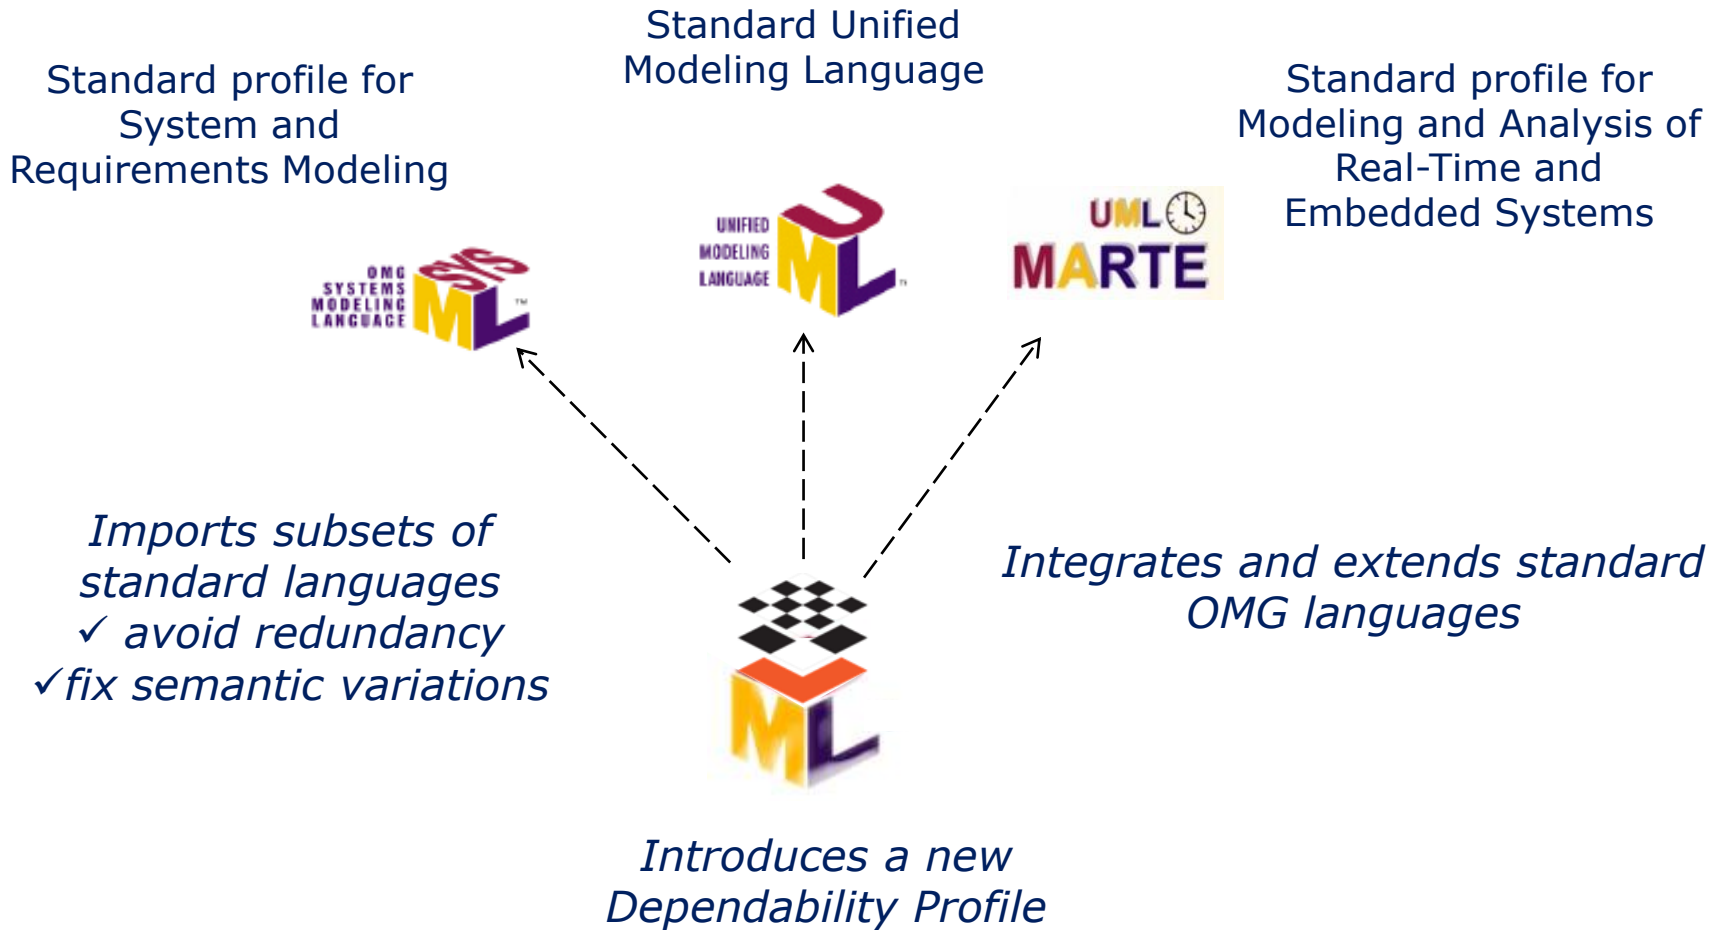 Standard Unified
Modeling Language
Standard profile for
System and
Requirements Modeling
Standard profile for
Modeling and Analysis of
Real-Time and
Embedded Systems
OMG
SYSTEMS
MODELING
LANGUAGE
SYS
ML™
UNIFIED
MODELING
LANGUAGE
U
ML™
UML
MARTE
Imports subsets of
standard languages
✓ avoid redundancy
✓fix semantic variations
Integrates and extends standard
OMG languages
ML
Introduces a new
Dependability Profile